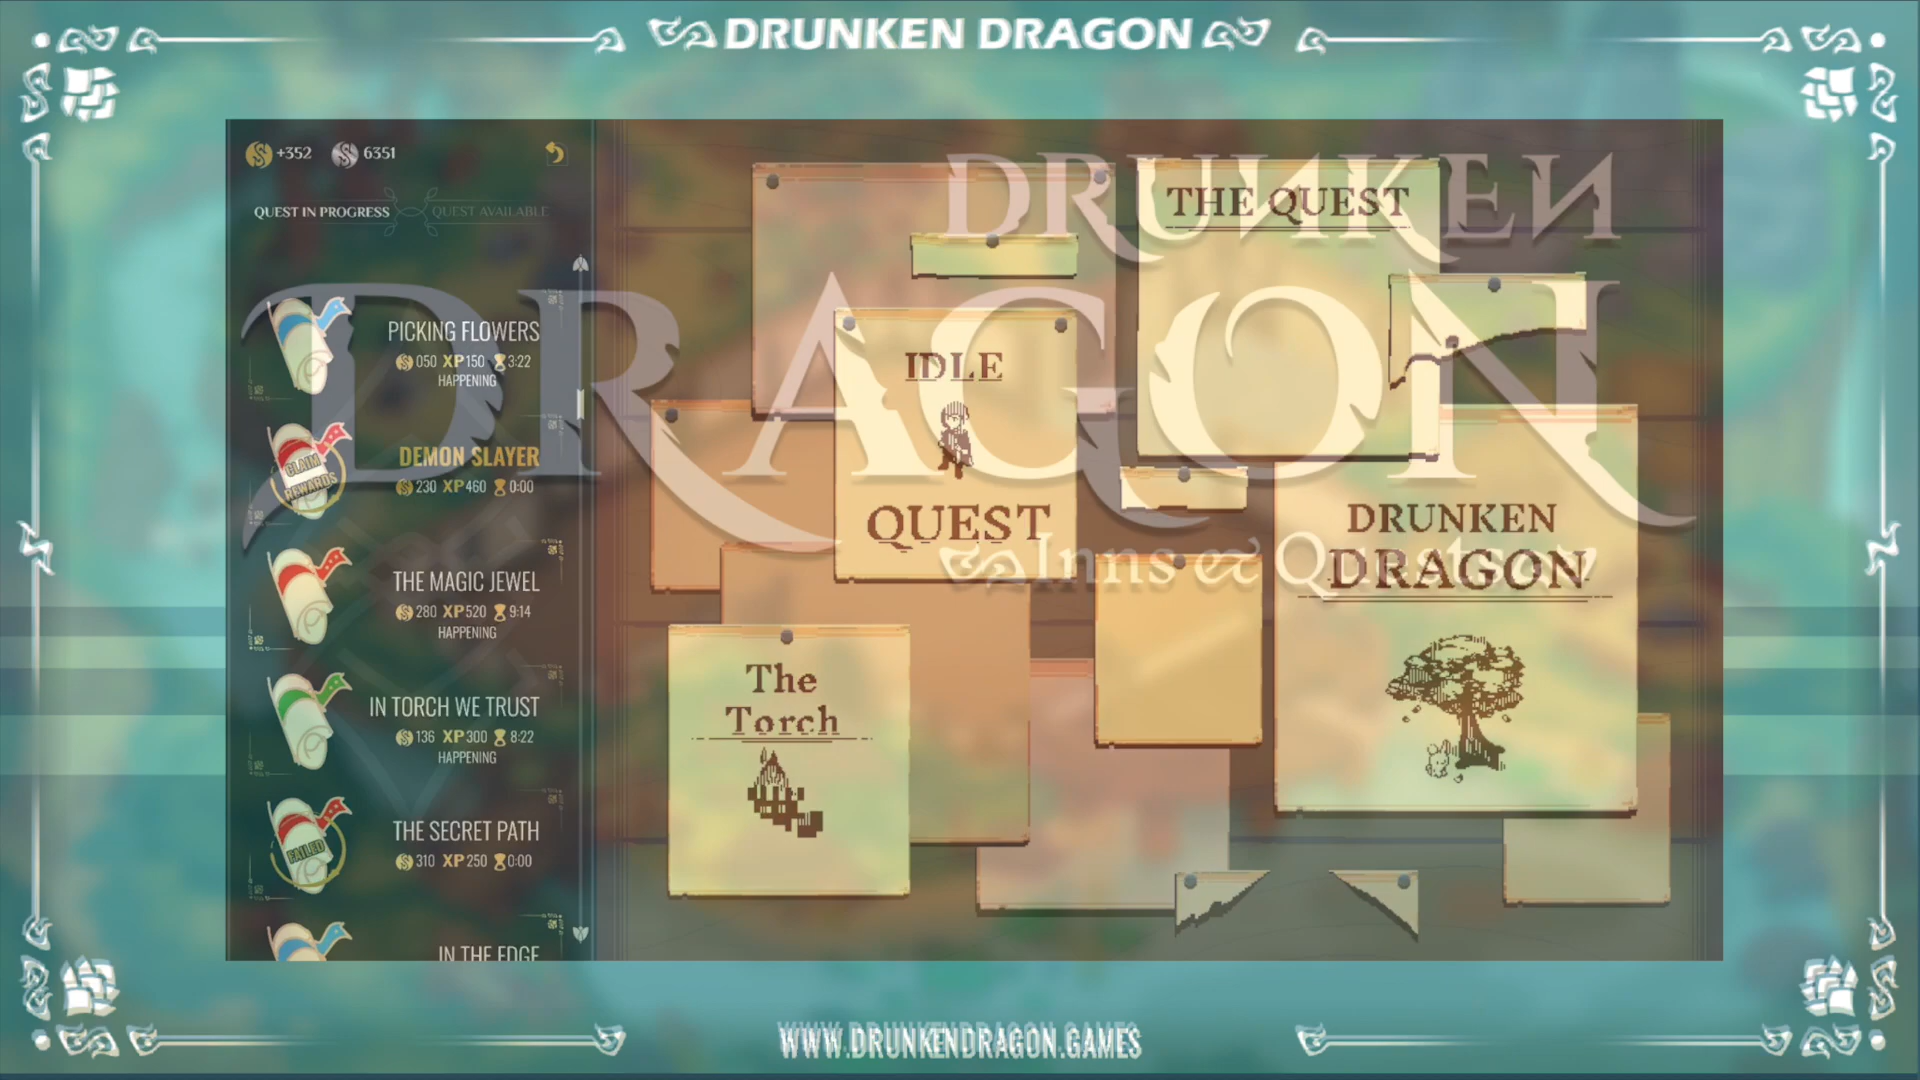 DRUNKEN DRAGON
+352 6351
QUEST IN PROGRESS QUEST AVAILABLE
PICKING FLOWERS
050 XP150 3:22
HAPPENING
CLAIM
REWARDS
DEMON SLAYER
230 XP460 0:00
THE MAGIC JEWEL
280 XP520 9:14
HAPPENING
IN TORCH WE TRUST
136 XP300 8:22
HAPPENING
FAILED
THE SECRET PATH
310 XP250 0:00
IN THE EDGE
DRUNKEN
DRAGON
Inns & Quests
THE QUEST
IDLE
QUEST
DRUNKEN
DRAGON
The
Torch
WWW.DRUNKENDRAGON.GAMES